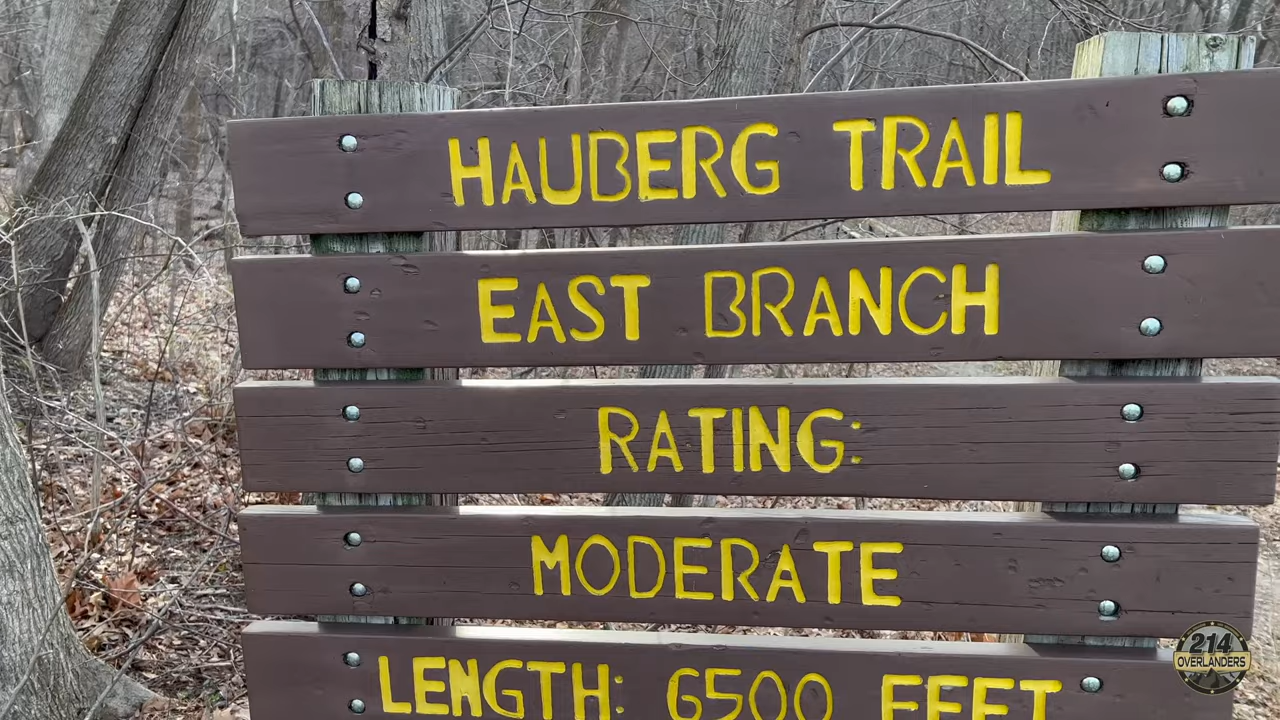 HAUBERG TRAIL
EAST BRANCH
RATING:
MODERATE
LENGTH: 6500 FEET
214
OVERLANDERS